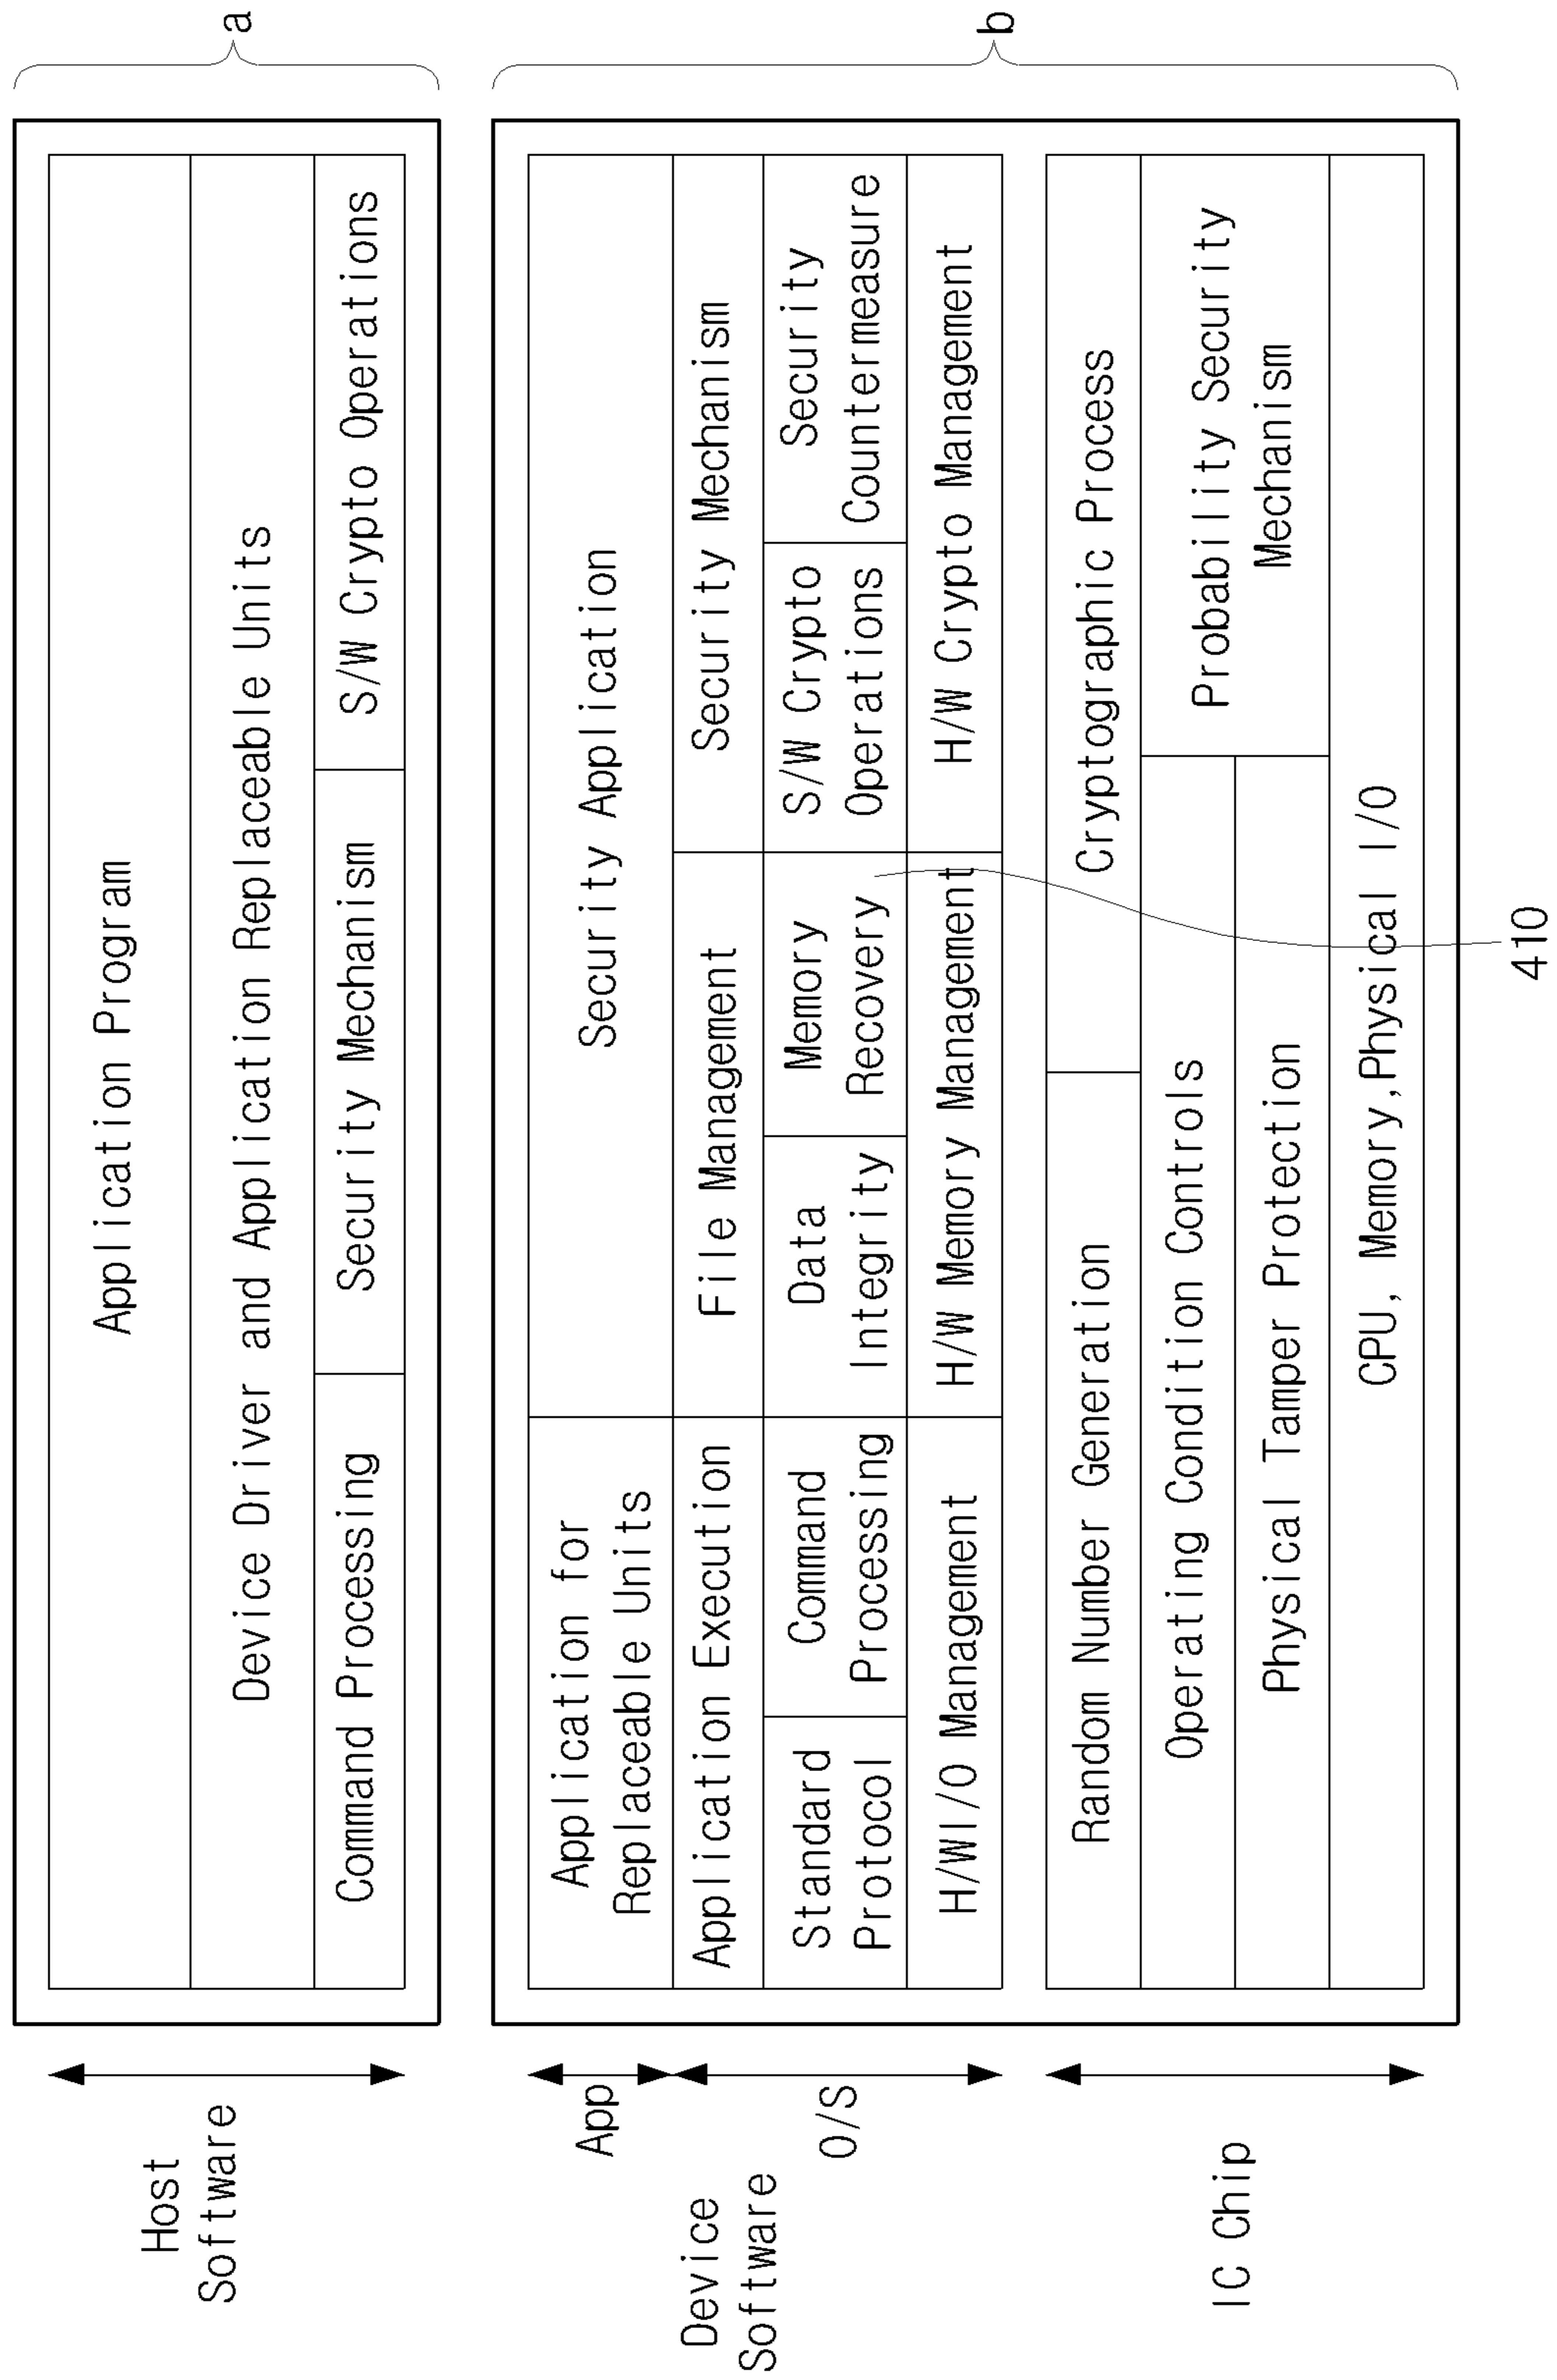 Host
Software
Application Program
Device Driver and Application Replaceable Units
Command Processing
Security Mechanism
S/W Crypto Operations
a
Device
Software
App
O/S
Application for
Replaceable Units
Security Application
Application Execution
File Management
Security Mechanism
Standard
Protocol
Command
Processing
Data
Integrity
Memory
Recovery
S/W Crypto
Operations
Security
Countermeasure
H/WI/O Management
H/W Memory Management
H/W Crypto Management
b
IC Chip
Random Number Generation
Cryptographic Process
Operating Condition Controls
Probability Security
Mechanism
Physical Tamper Protection
CPU, Memory,Physical I/O
410